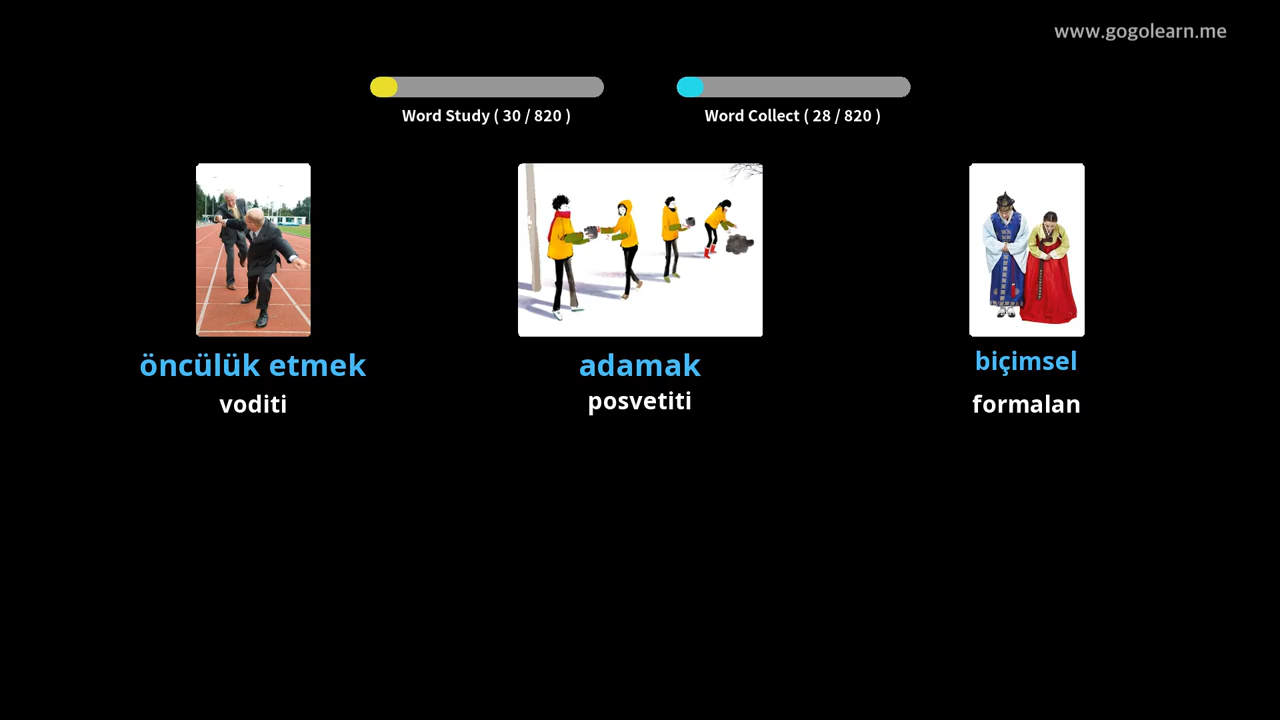 www.gogolearn.me
Word Study ( 30 / 820 )
Word Collect ( 28 / 820 )
öncülük etmek
voditi
adamak
posvetiti
biçimsel
formalan